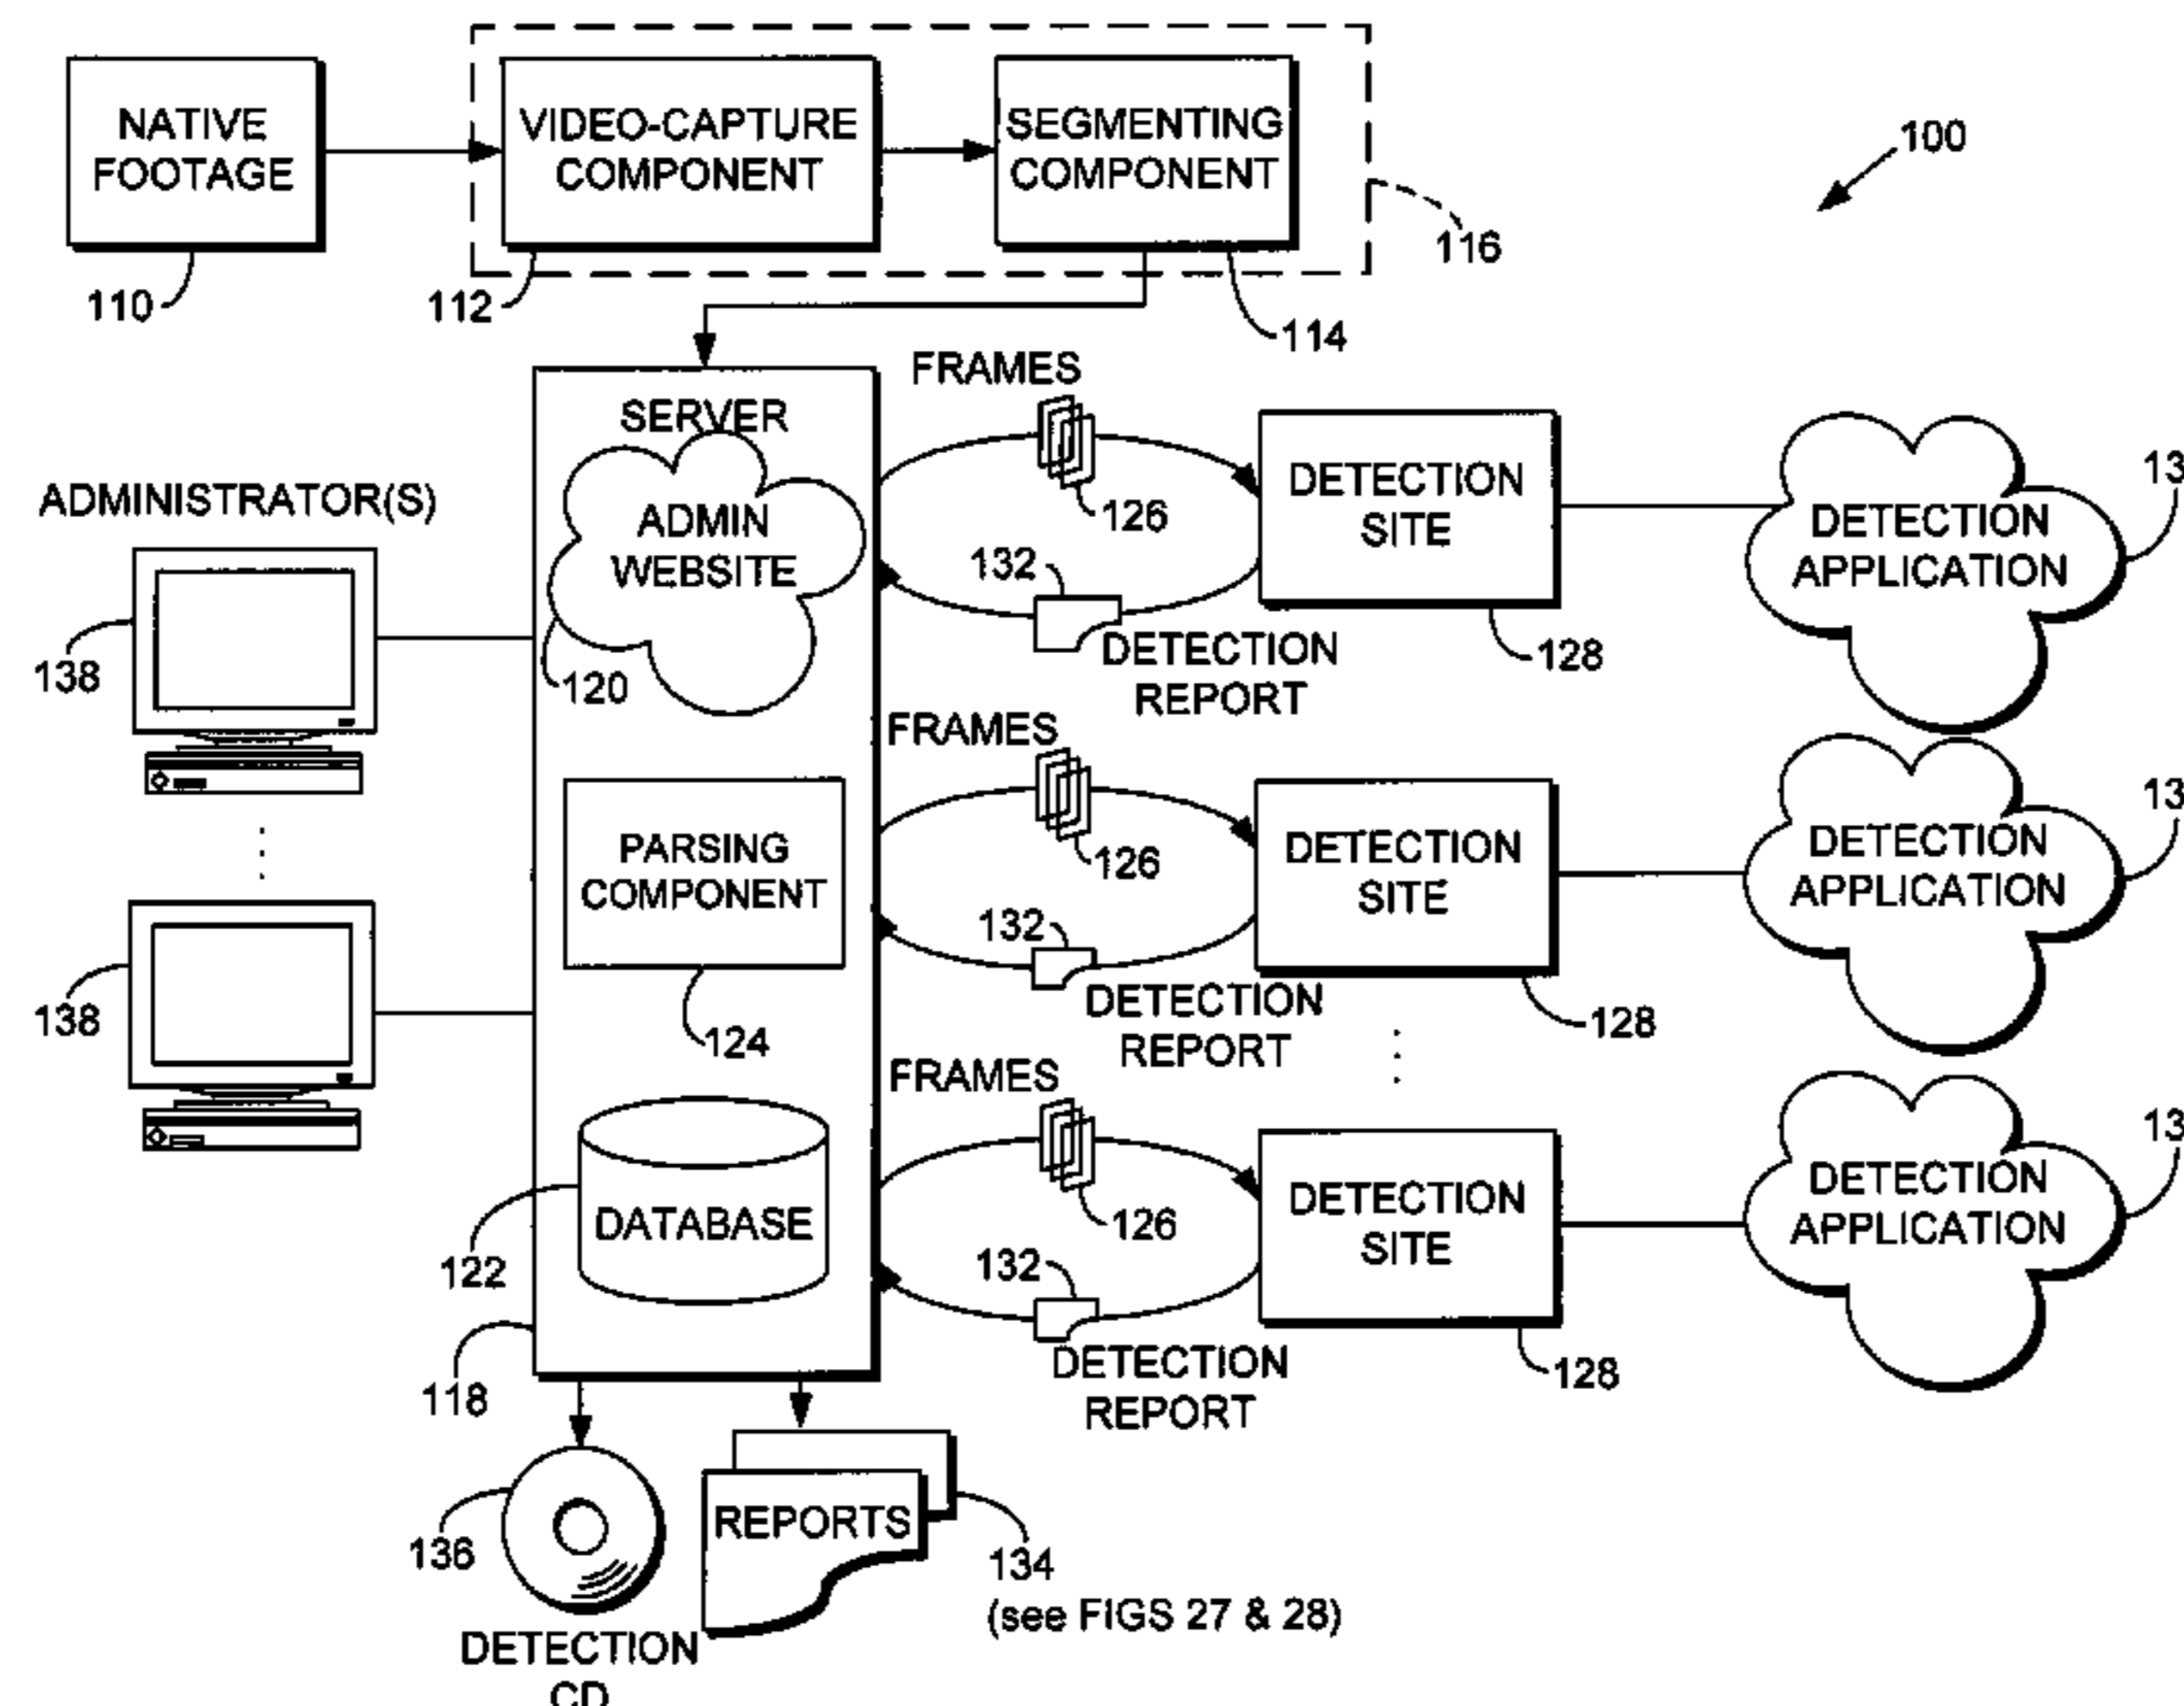 NATIVE
FOOTAGE
VIDEO-CAPTURE
COMPONENT
SEGMENTING
COMPONENT
100
116
110
112
114
SERVER
ADMIN
WEBSITE
120
ADMINISTRATOR(S)
138
138
PARSING
COMPONENT
124
DATABASE
122
118
FRAMES
126
132
DETECTION
REPORT
DETECTION
SITE
128
DETECTION
APPLICATION
13
FRAMES
126
132
DETECTION
REPORT
DETECTION
SITE
128
DETECTION
APPLICATION
13
FRAMES
126
132
DETECTION
REPORT
DETECTION
SITE
128
DETECTION
APPLICATION
13
136
DETECTION
CD
REPORTS
134
(see FIGS 27 & 28)